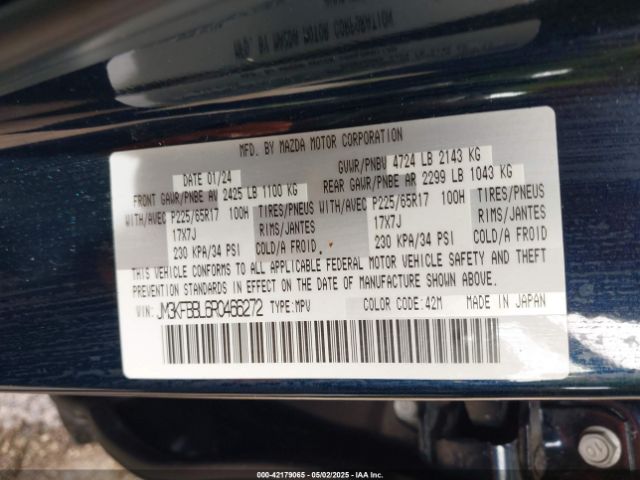 MFD. BY MAZDA MOTOR CORPORATION
DATE 01/24 GVWR/PNBV 4724 LB 2143 KG
FRONT GAWR/PNBE AV 2425 LB 1100 KG REAR GAWR/PNBE AR 2299 LB 1043 KG
WITH/AVEC P225/65R17 100H TIRES/PNEUS WITH/AVEC P225/65R17 100H TIRES/PNEUS
17X7J RIMS/JANTES 17X7J RIMS/JANTES
230 KPA/34 PSI COLD/A FROID. 230 KPA/34 PSI COLD/A FROID
THIS VEHICLE CONFORMS TO ALL APPLICABLE FEDERAL MOTOR VEHICLE SAFETY AND THEFT
PREVENTION STANDARDS IN EFFECT ON THE DATE OF MANUFACTURE SHOWN ABOVE.
VIN: TYPE:MPV COLOR CODE:42M MADE IN JAPAN
000-42179065 - 05/02/2025 - IAA Inc.